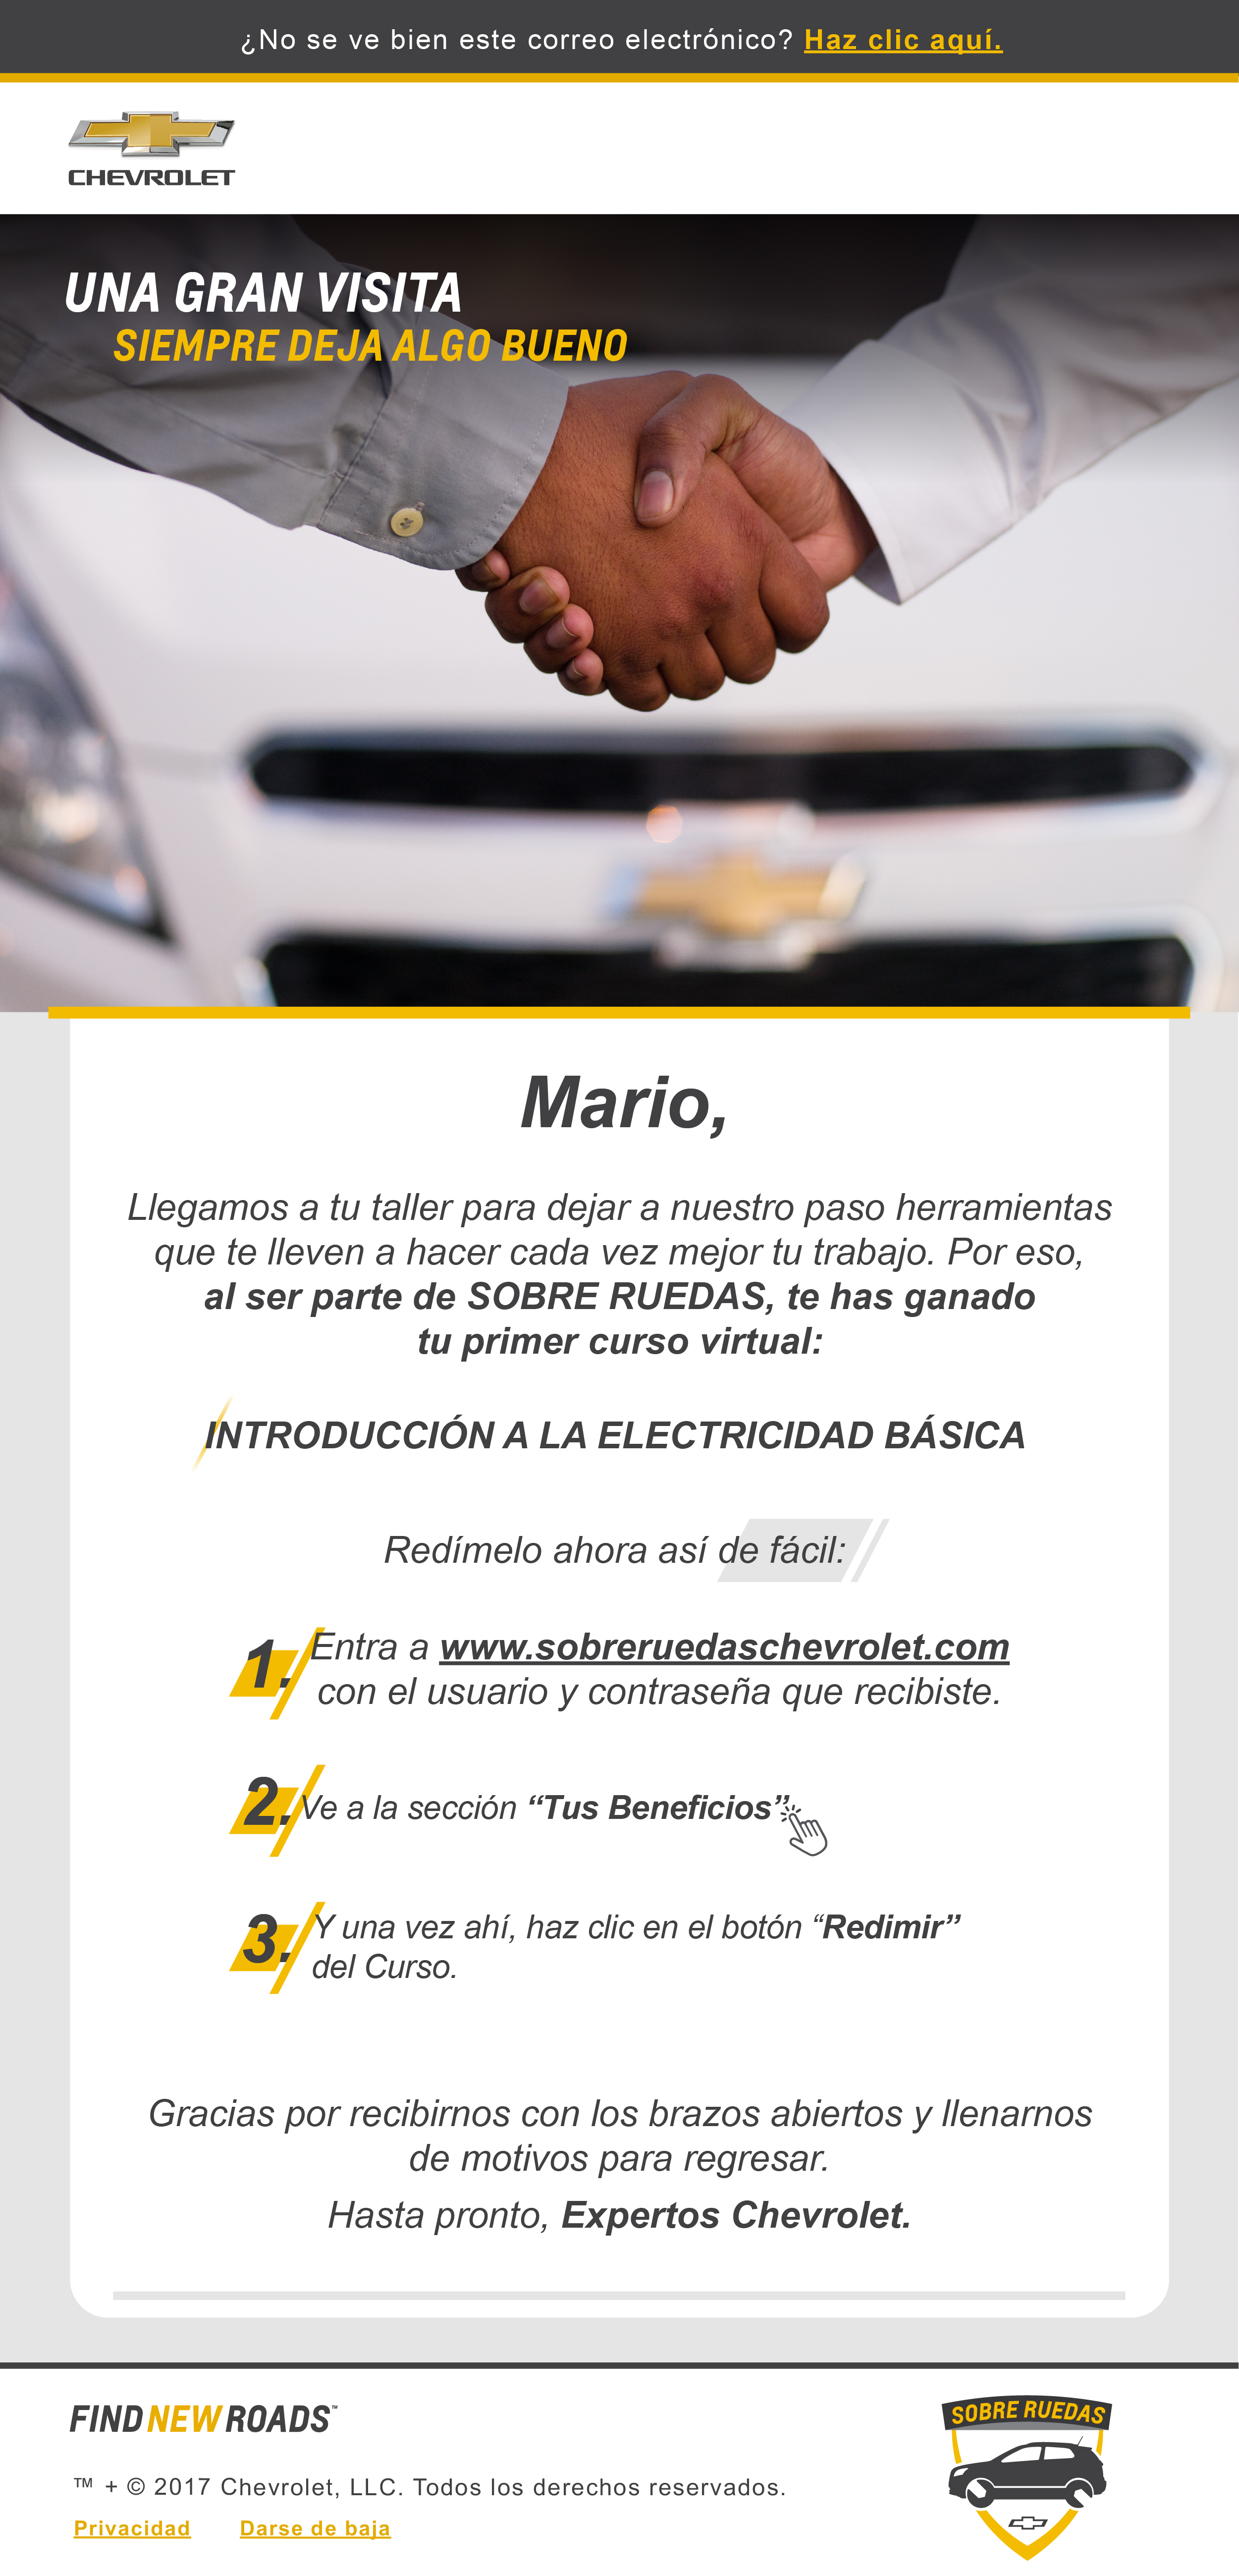 ¿No se ve bien este correo electrónico? Haz clic aquí.
CHEVROLET
UNA GRAN VISITA
SIEMPRE DEJA ALGO BUENO
Mario,
Llegamos a tu taller para dejar a nuestro paso herramientas
que te lleven a hacer cada vez mejor tu trabajo. Por eso,
al ser parte de SOBRE RUEDAS, te has ganado
tu primer curso virtual:
INTRODUCCIÓN A LA ELECTRICIDAD BÁSICA
Redímelo ahora así de fácil:
1. Entra a www.sobreruedaschevrolet.com
con el usuario y contraseña que recibiste.
2. Ve a la sección “Tus Beneficios”
3. Y una vez ahí, haz clic en el botón “Redimir”
del Curso.
Gracias por recibirnos con los brazos abiertos y llenarnos
de motivos para regresar.
Hasta pronto, Expertos Chevrolet.
FIND NEW ROADS™
SOBRE RUEDAS
™ + © 2017 Chevrolet, LLC. Todos los derechos reservados.
Privacidad Darse de baja